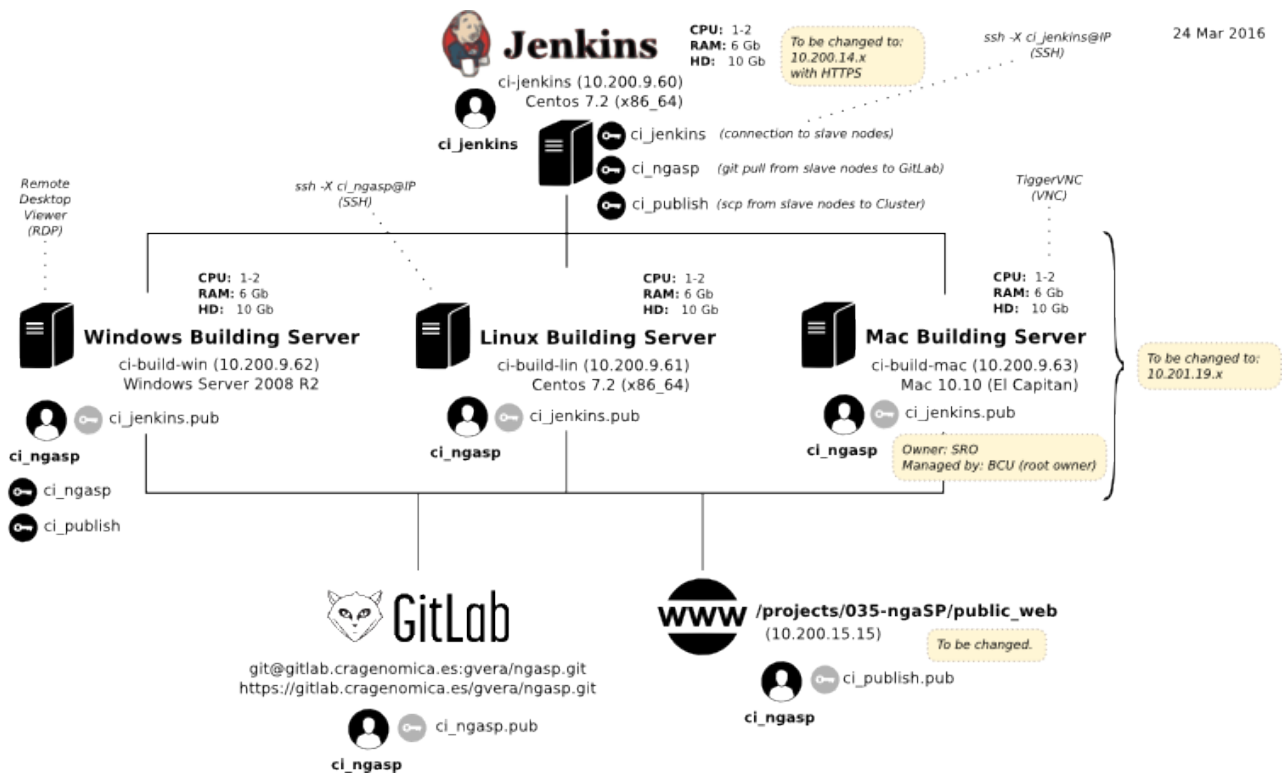 Jenkins
CPU: 1-2
RAM: 6 Gb
HD: 10 Gb
To be changed to:
10.200.14.x
with HTTPS
ssh -X ci_jenkins@IP
(SSH)
24 Mar 2016
ci-jenkins (10.200.9.60)
Centos 7.2 (x86_64)
ci_jenkins
ci_jenkins (connection to slave nodes)
ci_ngasp (git pull from slave nodes to GitLab)
ci_publish (scp from slave nodes to Cluster)
Remote
Desktop
Viewer
(RDP)
ssh -X ci_ngasp@IP
(SSH)
TiggerVNC
(VNC)
CPU: 1-2
RAM: 6 Gb
HD: 10 Gb
Windows Building Server
ci-build-win (10.200.9.62)
Windows Server 2008 R2
ci_jenkins.pub
ci_ngasp
ci_ngasp
ci_publish
CPU: 1-2
RAM: 6 Gb
HD: 10 Gb
Linux Building Server
ci-build-lin (10.200.9.61)
Centos 7.2 (x86_64)
ci_jenkins.pub
ci_ngasp
CPU: 1-2
RAM: 6 Gb
HD: 10 Gb
Mac Building Server
ci-build-mac (10.200.9.63)
Mac 10.10 (El Capitan)
ci_jenkins.pub
ci_ngasp
Owner: SRO
Managed by: BCU (root owner)
To be changed to:
10.201.19.x
GitLab
git@gitlab.cragenomica.es:gvera/ngasp.git
https://gitlab.cragenomica.es/gvera/ngasp.git
ci_ngasp.pub
ci_ngasp
www
/projects/035-ngaSP/public_web
(10.200.15.15)
To be changed.
ci_publish.pub
ci_ngasp